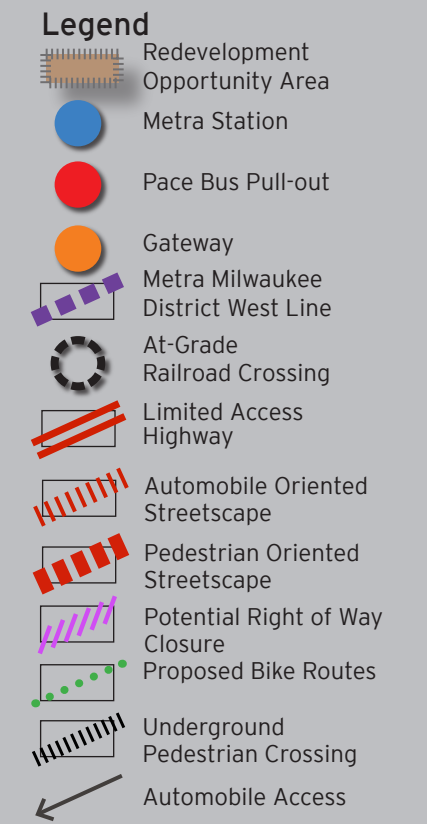 Legend
Redevelopment
Opportunity Area
Metra Station
Pace Bus Pull-out
Gateway
Metra Milwaukee
District West Line
At-Grade
Railroad Crossing
Limited Access
Highway
Automobile Oriented
Streetscape
Pedestrian Oriented
Streetscape
Potential Right of Way
Closure
Proposed Bike Routes
Underground
Pedestrian Crossing
Automobile Access